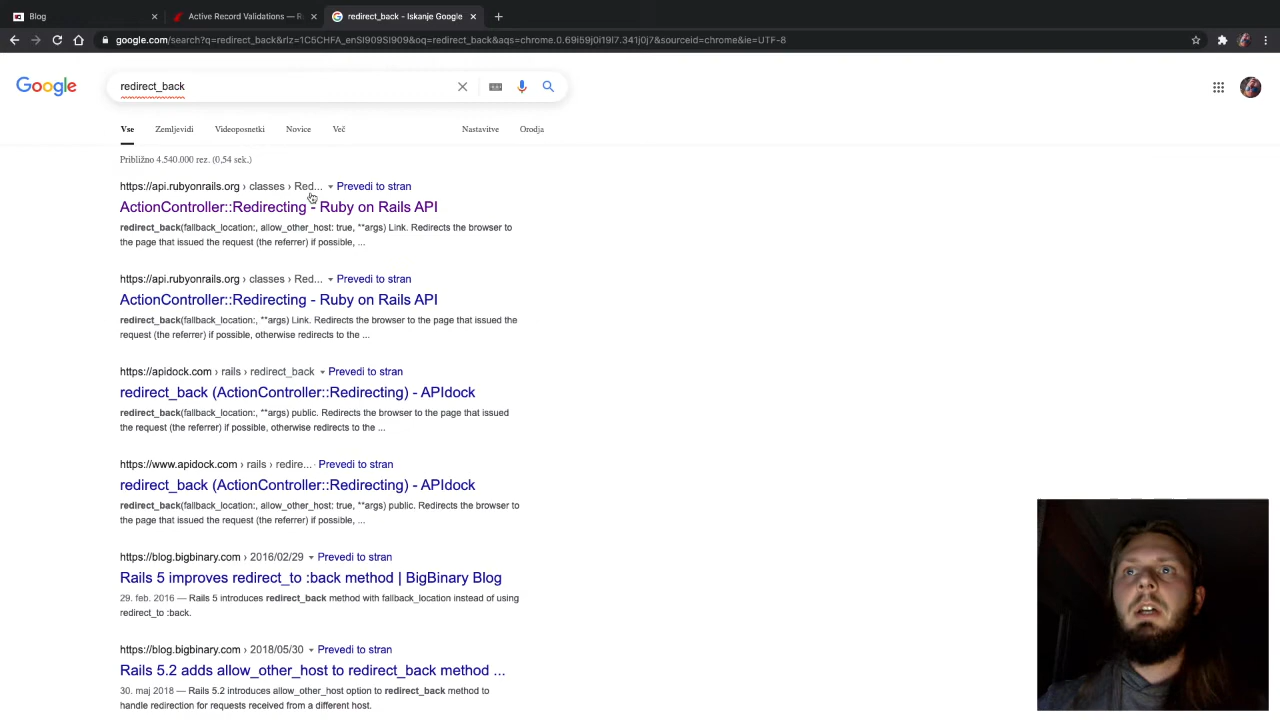 Blog
Active Record Validations — R
redirect_back - Iskanje Google
google.com/search?q=redirect_back&rlz=1C5CHFA_enSI909SI909&oq=redirect_back&aqs=chrome.0.69i59j0i19l7.341j0j7&sourceid=chrome&ie=UTF-8
Google
redirect_back
Vse
Zemljevidi
Videoposnetki
Novice
Več
Nastavitve
Orodja
Približno 4.540.000 rez. (0,54 sek.)
https://api.rubyonrails.org › classes › Red... Prevedi to stran
ActionController::Redirecting - Ruby on Rails API
redirect_back(fallback_location:, allow_other_host: true, **args) Link. Redirects the browser to
the page that issued the request (the referrer) if possible, ...
https://api.rubyonrails.org › classes › Red... Prevedi to stran
ActionController::Redirecting - Ruby on Rails API
redirect_back(fallback_location:, **args) Link. Redirects the browser to the page that issued the
request (the referrer) if possible, otherwise redirects to the ...
https://apidock.com › rails › redirect_back Prevedi to stran
redirect_back (ActionController::Redirecting) - APIdock
redirect_back(fallback_location:, **args) public. Redirects the browser to the page that issued
the request (the referrer) if possible, otherwise redirects to the ...
https://www.apidock.com › rails › redire... · Prevedi to stran
redirect_back (ActionController::Redirecting) - APIdock
redirect_back(fallback_location:, allow_other_host: true, **args) public. Redirects the browser to
the page that issued the request (the referrer) if possible, ...
https://blog.bigbinary.com › 2016/02/29 Prevedi to stran
Rails 5 improves redirect_to :back method | BigBinary Blog
29. feb. 2016 — Rails 5 introduces redirect_back method with fallback_location instead of using
redirect_to :back.
https://blog.bigbinary.com › 2018/05/30 Prevedi to stran
Rails 5.2 adds allow_other_host to redirect_back method ...
30. maj 2018 — Rails 5.2 introduces allow_other_host option to redirect_back method to
handle redirection for requests received from a different host.